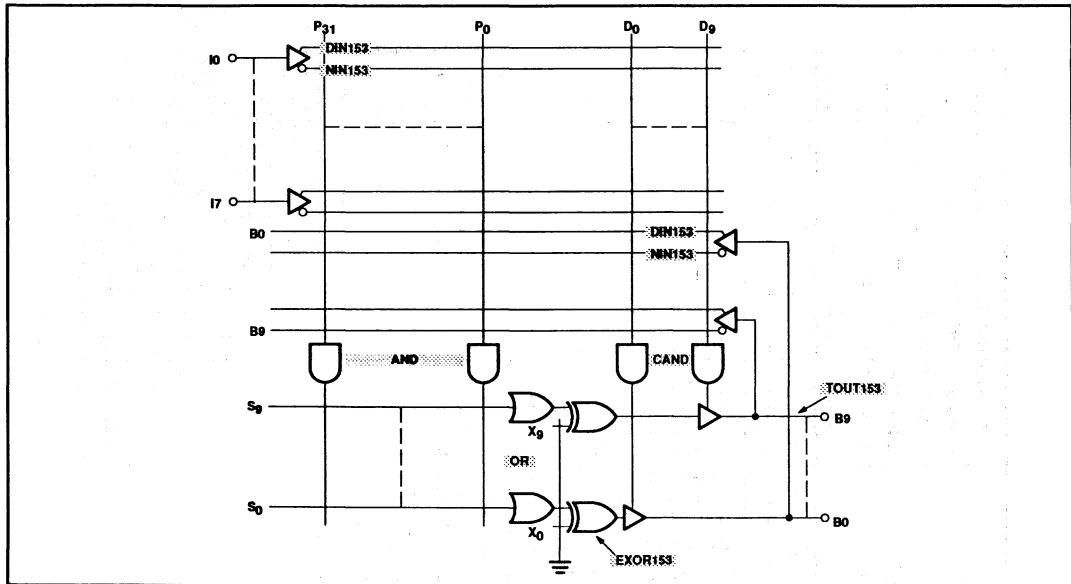 P31 P0 D0 D9
I0 DIN153
NIN153
I7
B0 DIN153
NIN153
B9
AND CAND
TOUT153
S9 B9
X9
OR
S0 B0
X0
EXOR153